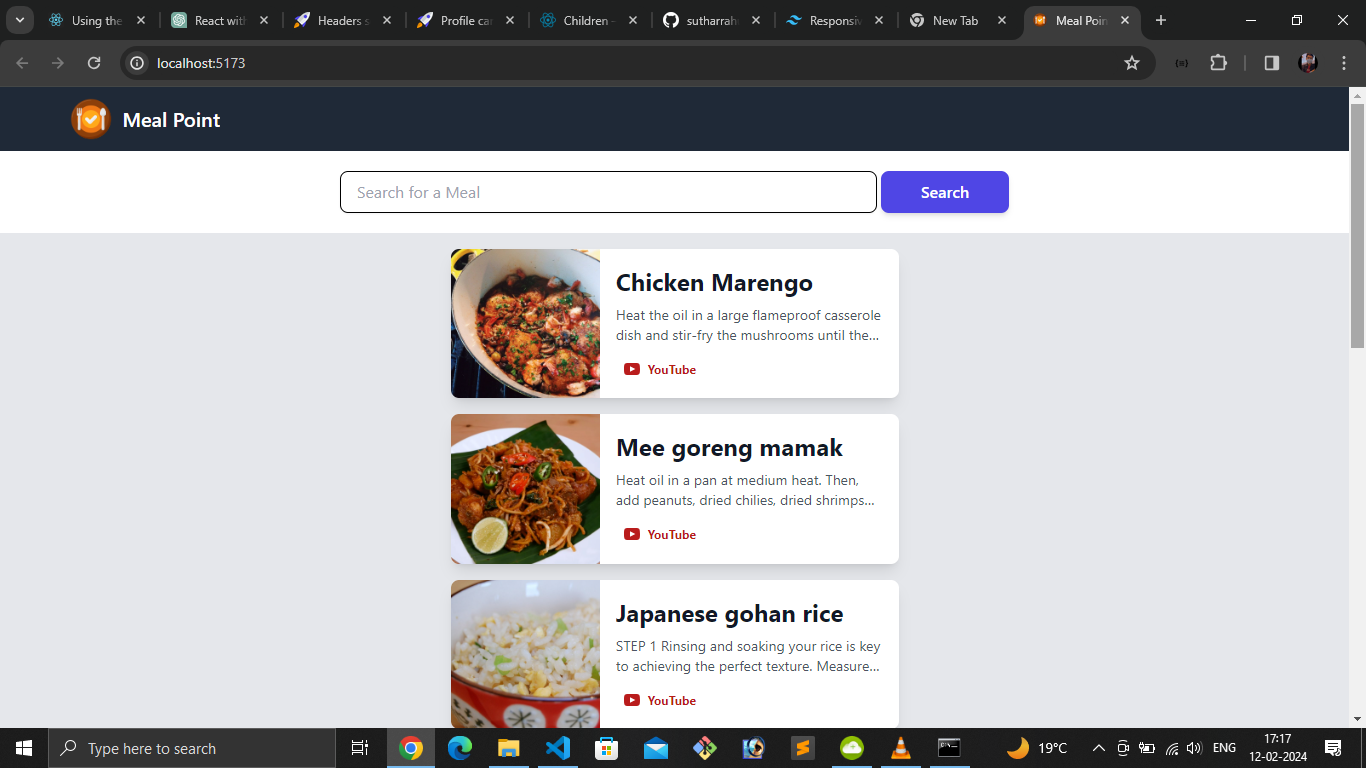 Using the
React with
Headers s
Profile car
Children –
sutharrah
Responsiv
New Tab
Meal Poin
localhost:5173
Meal Point
Search for a Meal
Search
Chicken Marengo
Heat the oil in a large flameproof casserole
dish and stir-fry the mushrooms until the...
YouTube
Mee goreng mamak
Heat oil in a pan at medium heat. Then,
add peanuts, dried chilies, dried shrimps...
YouTube
Japanese gohan rice
STEP 1 Rinsing and soaking your rice is key
to achieving the perfect texture. Measure...
YouTube
Type here to search
19°C
ENG
17:17
12-02-2024